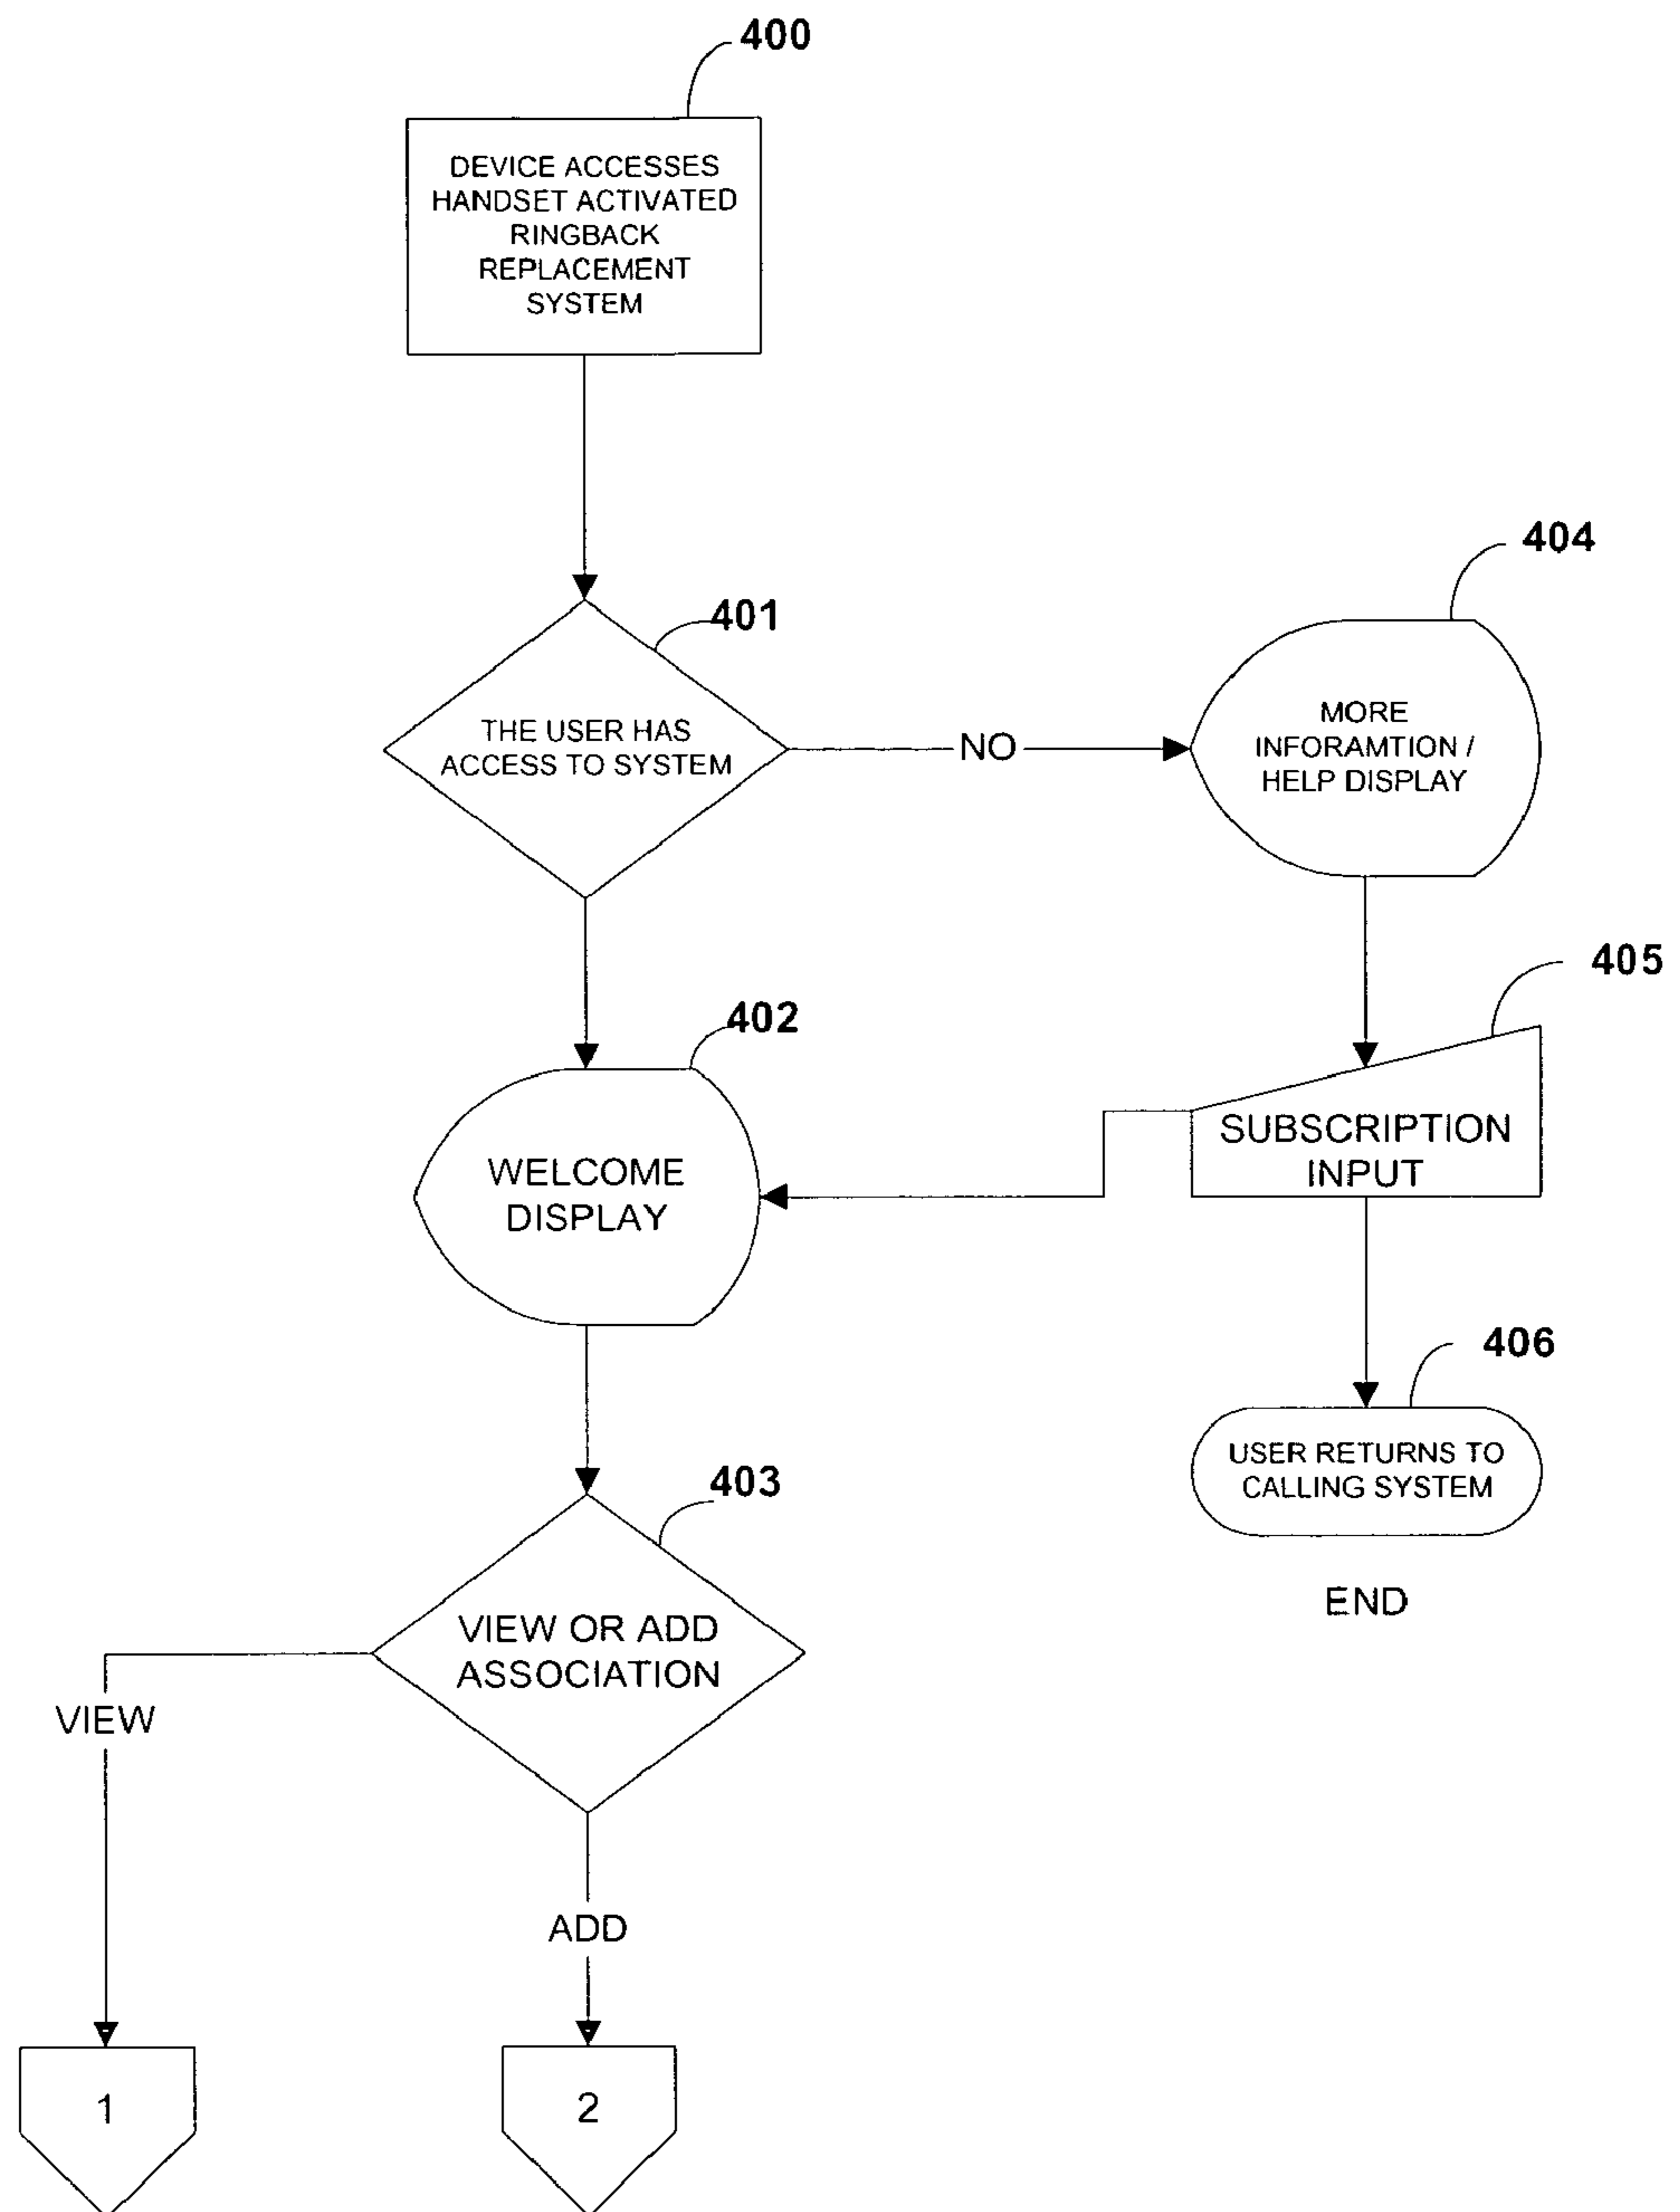 400
DEVICE ACCESSES
HANDSET ACTIVATED
RINGBACK
REPLACEMENT
SYSTEM
401
THE USER HAS
ACCESS TO SYSTEM
NO
404
MORE
INFORAMTION /
HELP DISPLAY
402
WELCOME
DISPLAY
405
SUBSCRIPTION
INPUT
406
USER RETURNS TO
CALLING SYSTEM
END
403
VIEW OR ADD
ASSOCIATION
VIEW
ADD
1
2